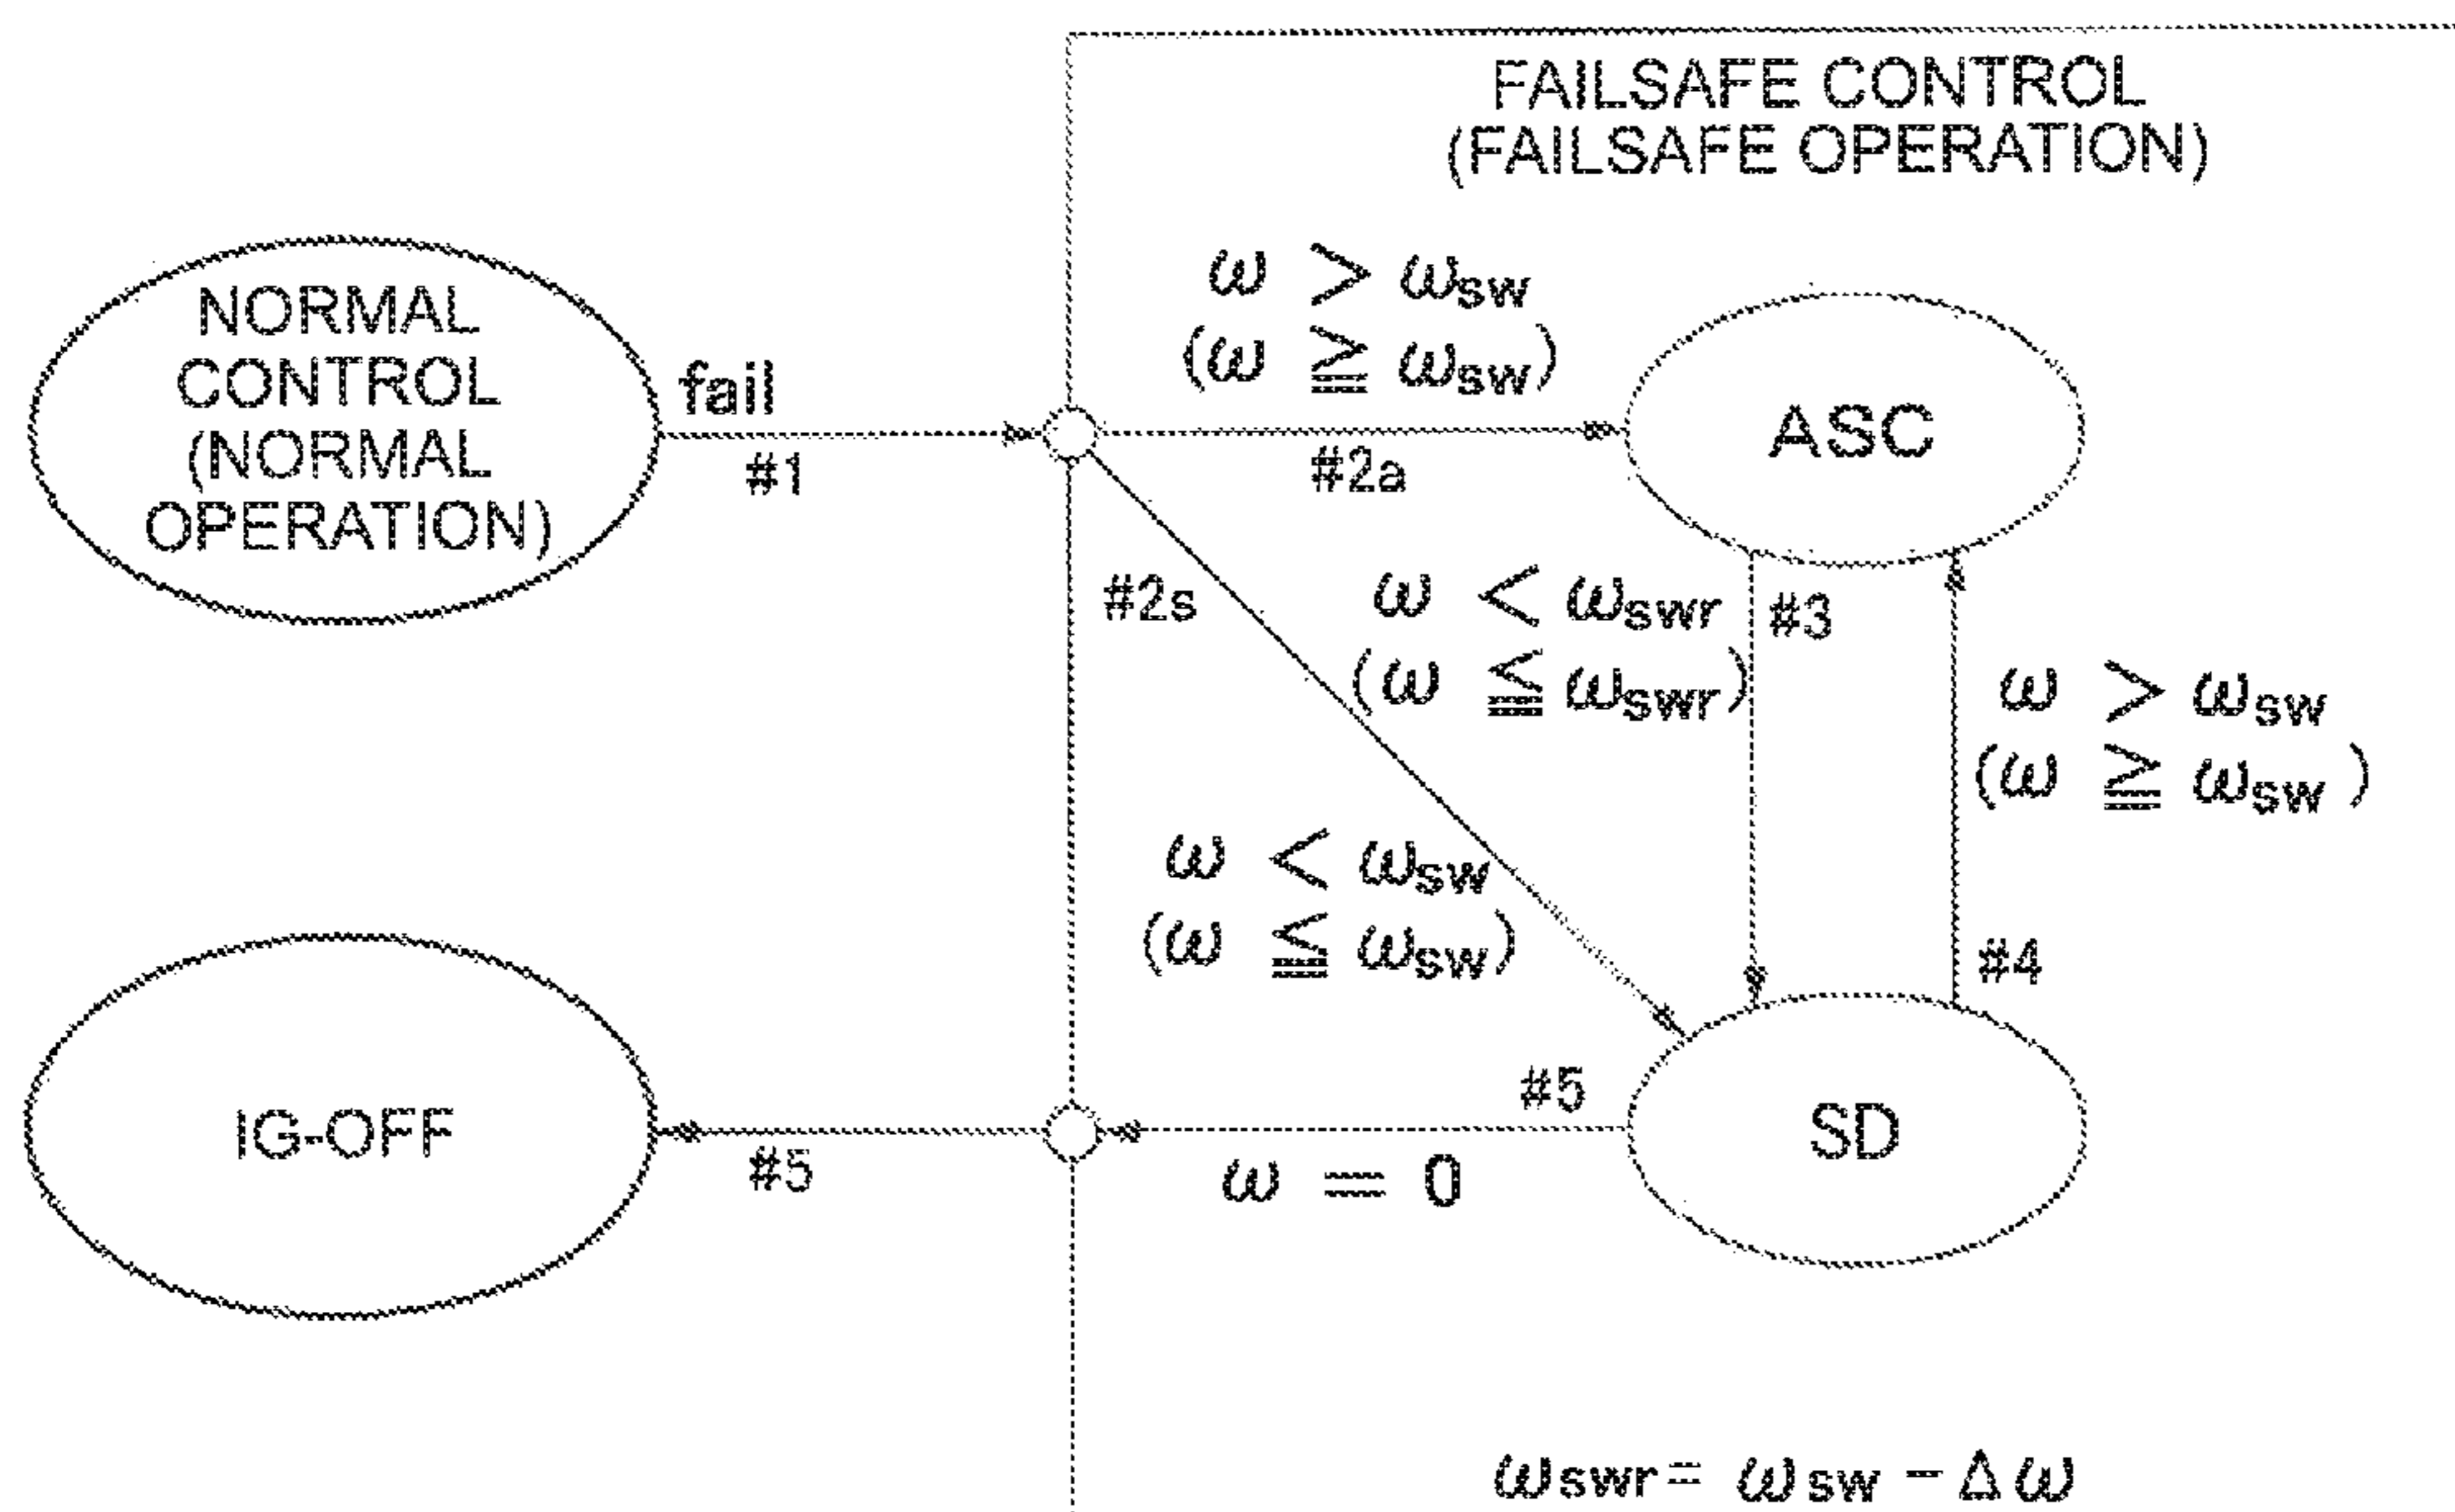 FAILSAFE CONTROL
(FAILSAFE OPERATION)
NORMAL
CONTROL
(NORMAL
OPERATION)
fail
#1
ω > ωsw
(ω ≧ ωsw)
#2a
ASC
#2s
ω < ωswr
(ω ≦ ωswr)
#3
ω > ωsw
(ω ≧ ωsw)
#4
ω < ωsw
(ω ≦ ωsw)
IG-OFF
#5
#5
ω = 0
SD
ωswr = ωsw − Δω